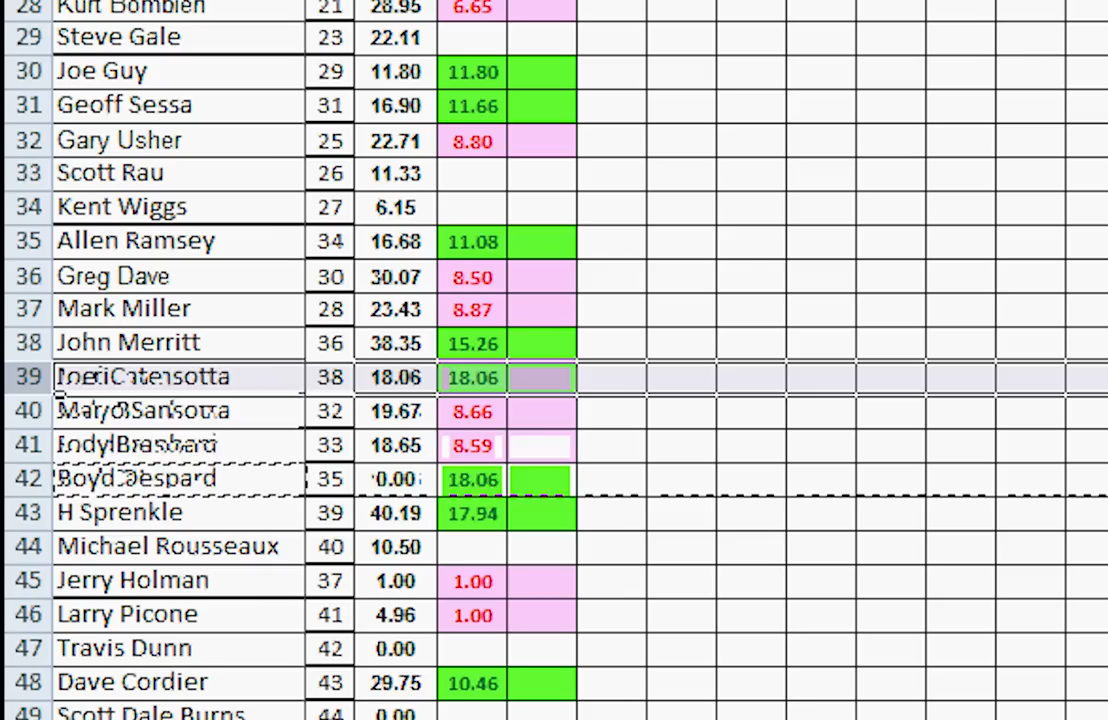 28 Kurt Bomblen 21 28.95 6.65
29 Steve Gale 23 22.11
30 Joe Guy 29 11.80 11.80
31 Geoff Sessa 31 16.90 11.66
32 Gary Usher 25 22.71 8.80
33 Scott Rau 26 11.33
34 Kent Wiggs 27 6.15
35 Allen Ramsey 34 16.68 11.08
36 Greg Dave 30 30.07 8.50
37 Mark Miller 28 23.43 8.87
38 John Merritt 36 38.35 15.26
39 38 18.06 18.06
40 32 19.67 8.66
41 33 18.65 8.59
42 Boyd 35 0.00 18.06
43 H Sprenkle 39 40.19 17.94
44 Michael Rousseaux 40 10.50
45 Jerry Holman 37 1.00 1.00
46 Larry Picone 41 4.96 1.00
47 Travis Dunn 42 0.00
48 Dave Cordier 43 29.75 10.46
49 Scott Dale Burns 44 0.00